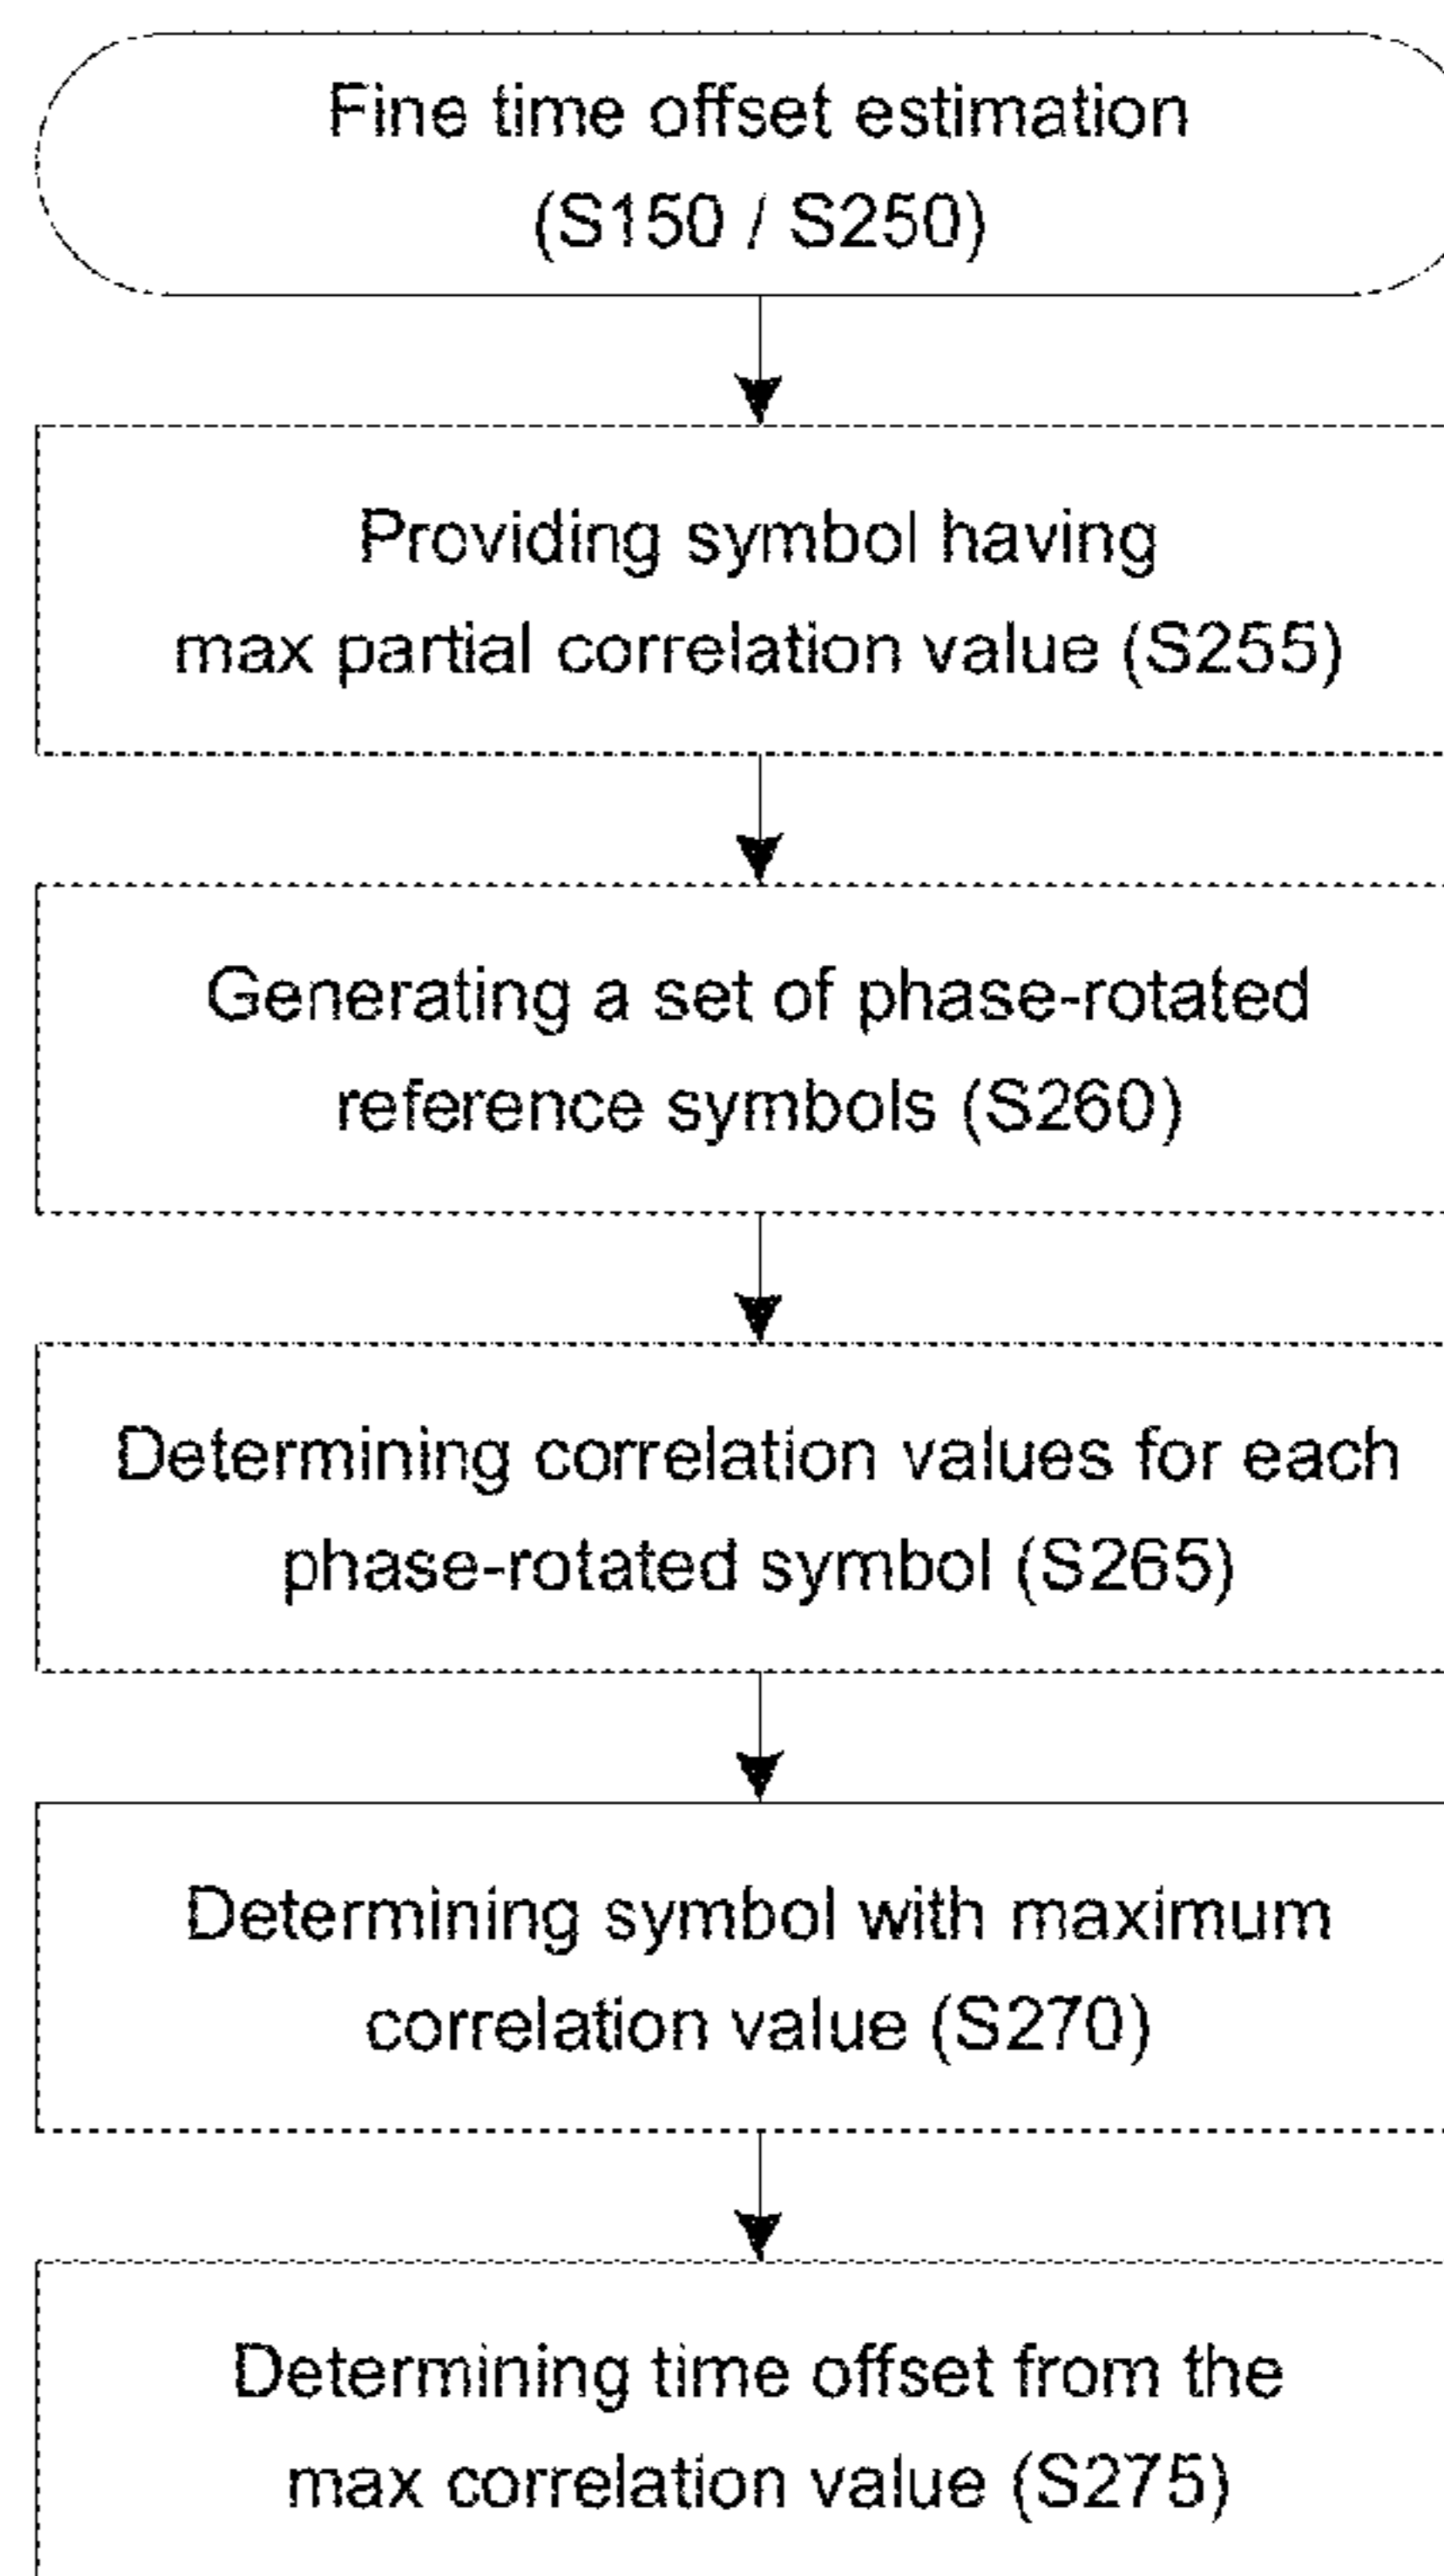 Fine time offset estimation
(S150 / S250)
Providing symbol having
max partial correlation value (S255)
Generating a set of phase-rotated
reference symbols (S260)
Determining correlation values for each
phase-rotated symbol (S265)
Determining symbol with maximum
correlation value (S270)
Determining time offset from the
max correlation value (S275)